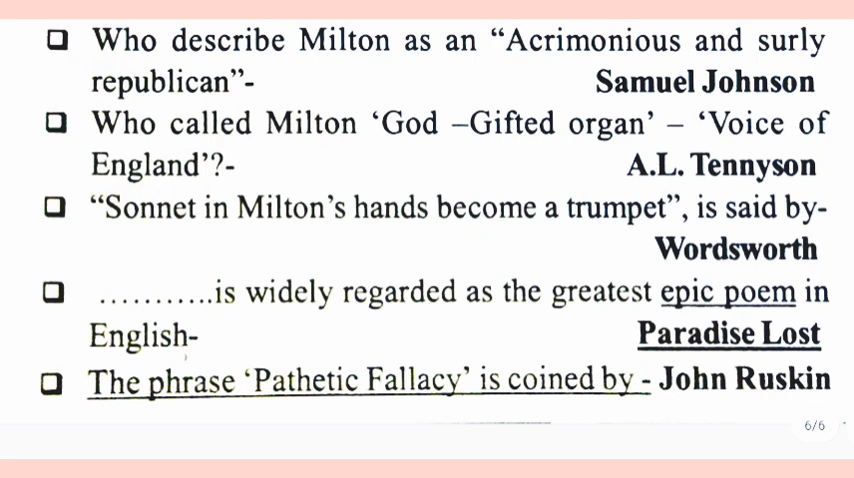 ❑ Who describe Milton as an “Acrimonious and surly
republican”- Samuel Johnson
❑ Who called Milton ‘God –Gifted organ’ – ‘Voice of
England’?- A.L. Tennyson
❑ “Sonnet in Milton’s hands become a trumpet”, is said by-
Wordsworth
❑ ...........is widely regarded as the greatest epic poem in
English- Paradise Lost
❑ The phrase ‘Pathetic Fallacy’ is coined by - John Ruskin
6/6